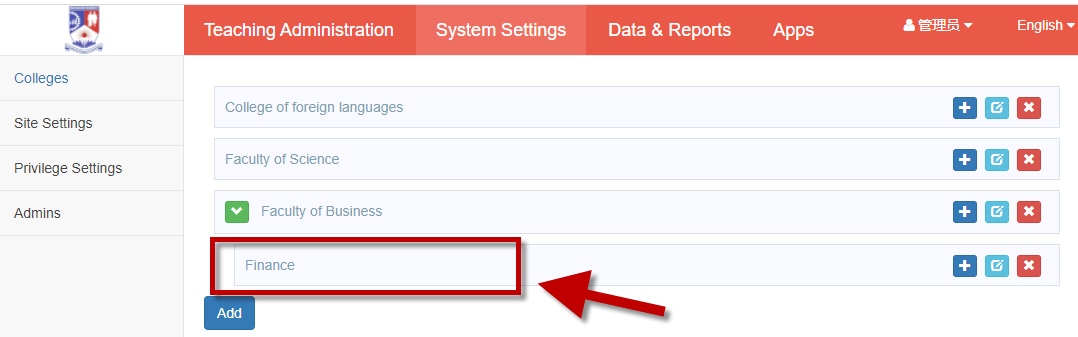 Teaching Administration System Settings Data & Reports Apps 管理员 English
Colleges
Site Settings
Privilege Settings
Admins
College of foreign languages
Faculty of Science
Faculty of Business
Finance
Add